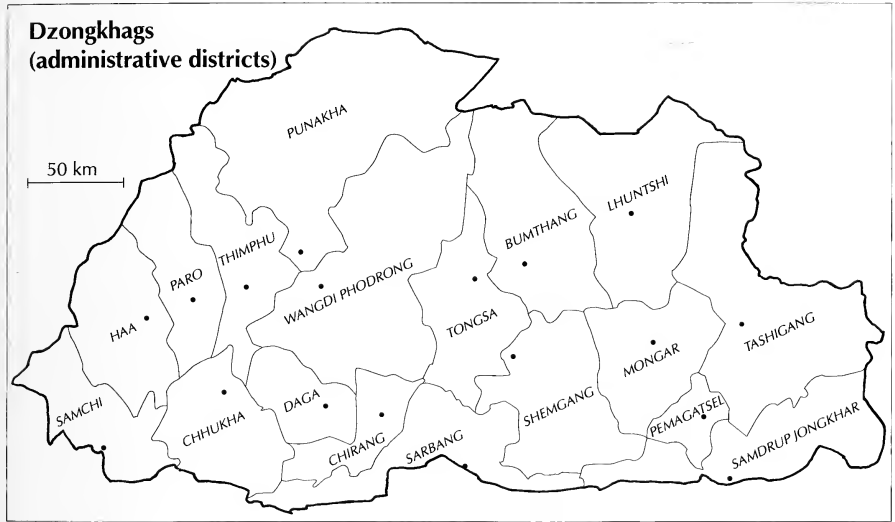 Dzongkhags
(administrative districts)
50 km
PUNAKHA
LHUNTSHI
BUMTHANG
THIMPHU
PARO
WANGDI PHODRONG
HAA
TONGSA
TASHIGANG
MONGAR
SHEMGANG
DAGA
SAMCHI
PEMAGATSEL
CHHUKHA
CHIRANG
SARBANG
SAMDRUP JONGKHAR